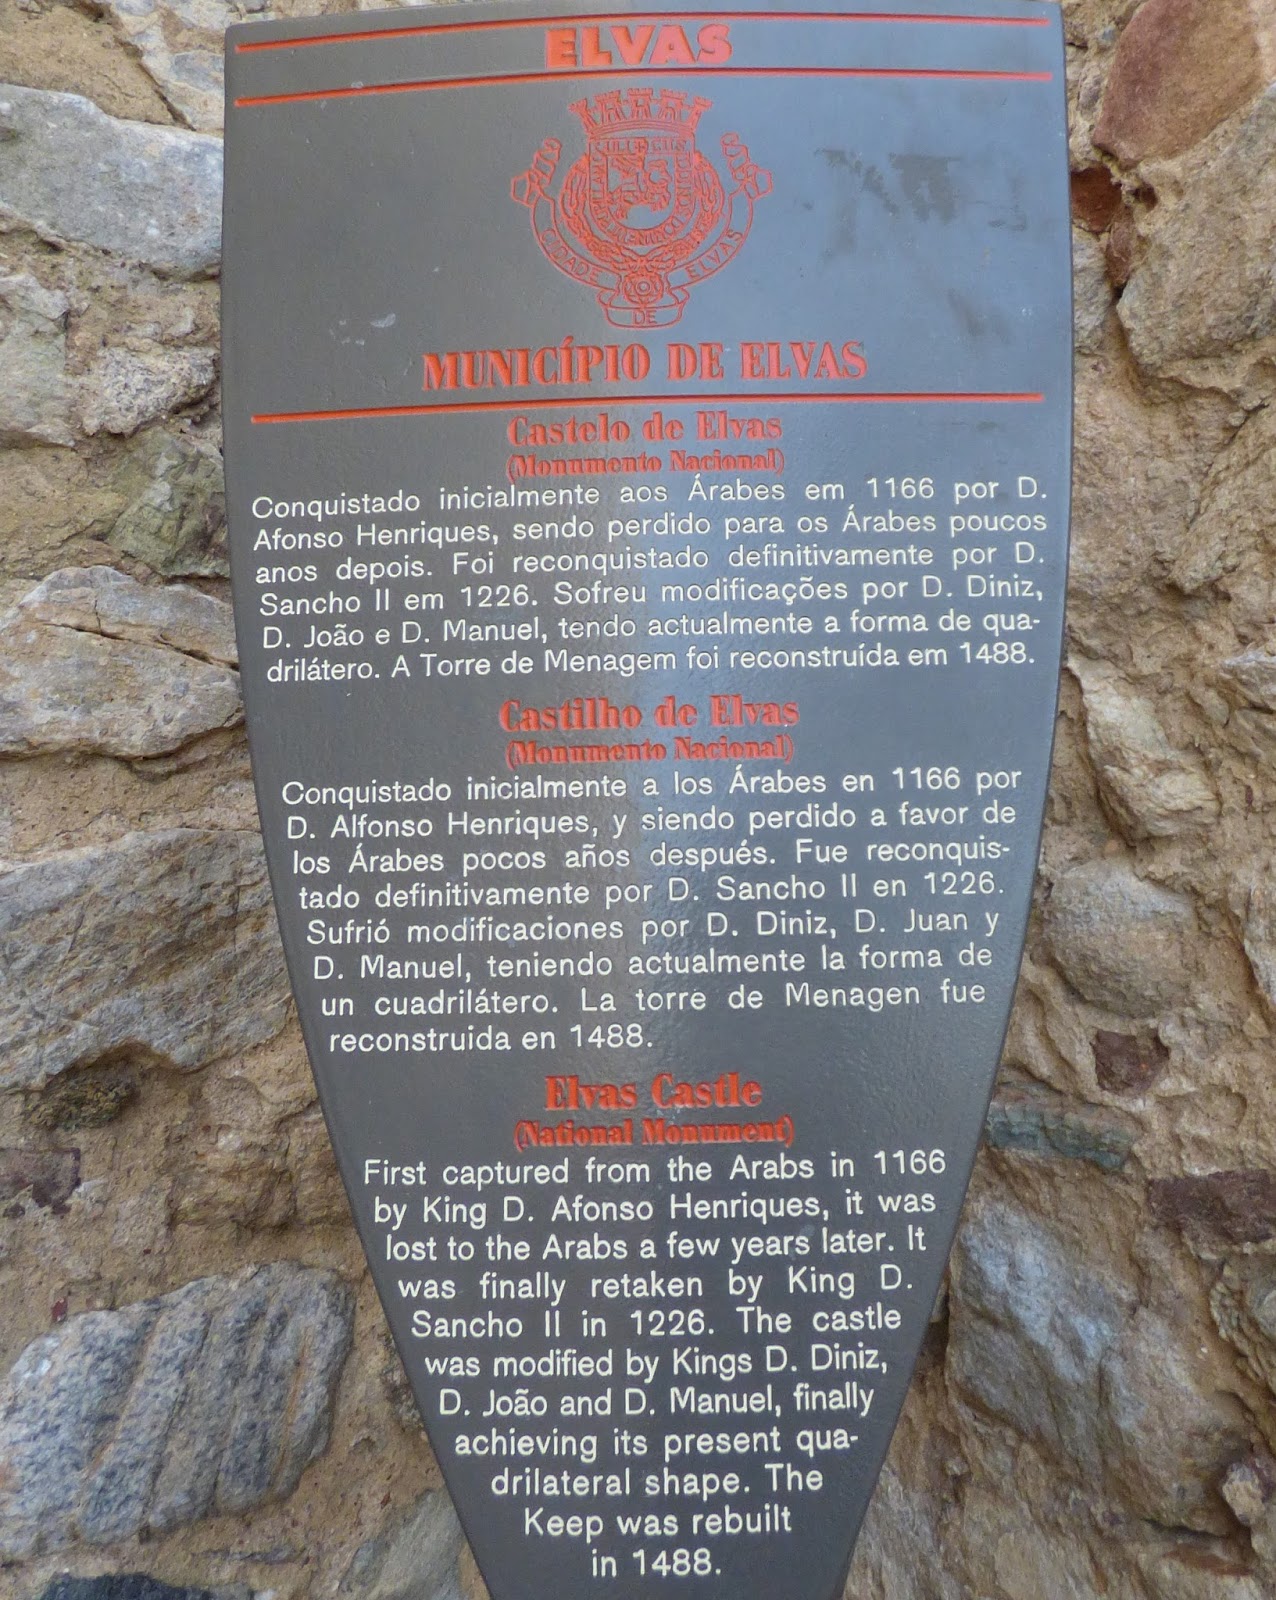 ELVAS
CIDADE DE ELVAS
MUNICÍPIO DE ELVAS
Castelo de Elvas
(Monumento Nacional)
Conquistado inicialmente aos Árabes em 1166 por D.
Afonso Henriques, sendo perdido para os Árabes poucos
anos depois. Foi reconquistado definitivamente por D.
Sancho II em 1226. Sofreu modificações por D. Diniz,
D. João e D. Manuel, tendo actualmente a forma de qua-
drilátero. A Torre de Menagem foi reconstruída em 1488.
Castilho de Elvas
(Monumento Nacional)
Conquistado inicialmente a los Árabes en 1166 por
D. Alfonso Henriques, y siendo perdido a favor de
los Árabes pocos años después. Fue reconquis-
tado definitivamente por D. Sancho II en 1226.
Sufrió modificaciones por D. Diniz, D. Juan y
D. Manuel, teniendo actualmente la forma de
un cuadrilátero. La torre de Menagen fue
reconstruida en 1488.
Elvas Castle
(National Monument)
First captured from the Arabs in 1166
by King D. Afonso Henriques, it was
lost to the Arabs a few years later. It
was finally retaken by King D.
Sancho II in 1226. The castle
was modified by Kings D. Diniz,
D. João and D. Manuel, finally
achieving its present qua-
drilateral shape. The
Keep was rebuilt
in 1488.